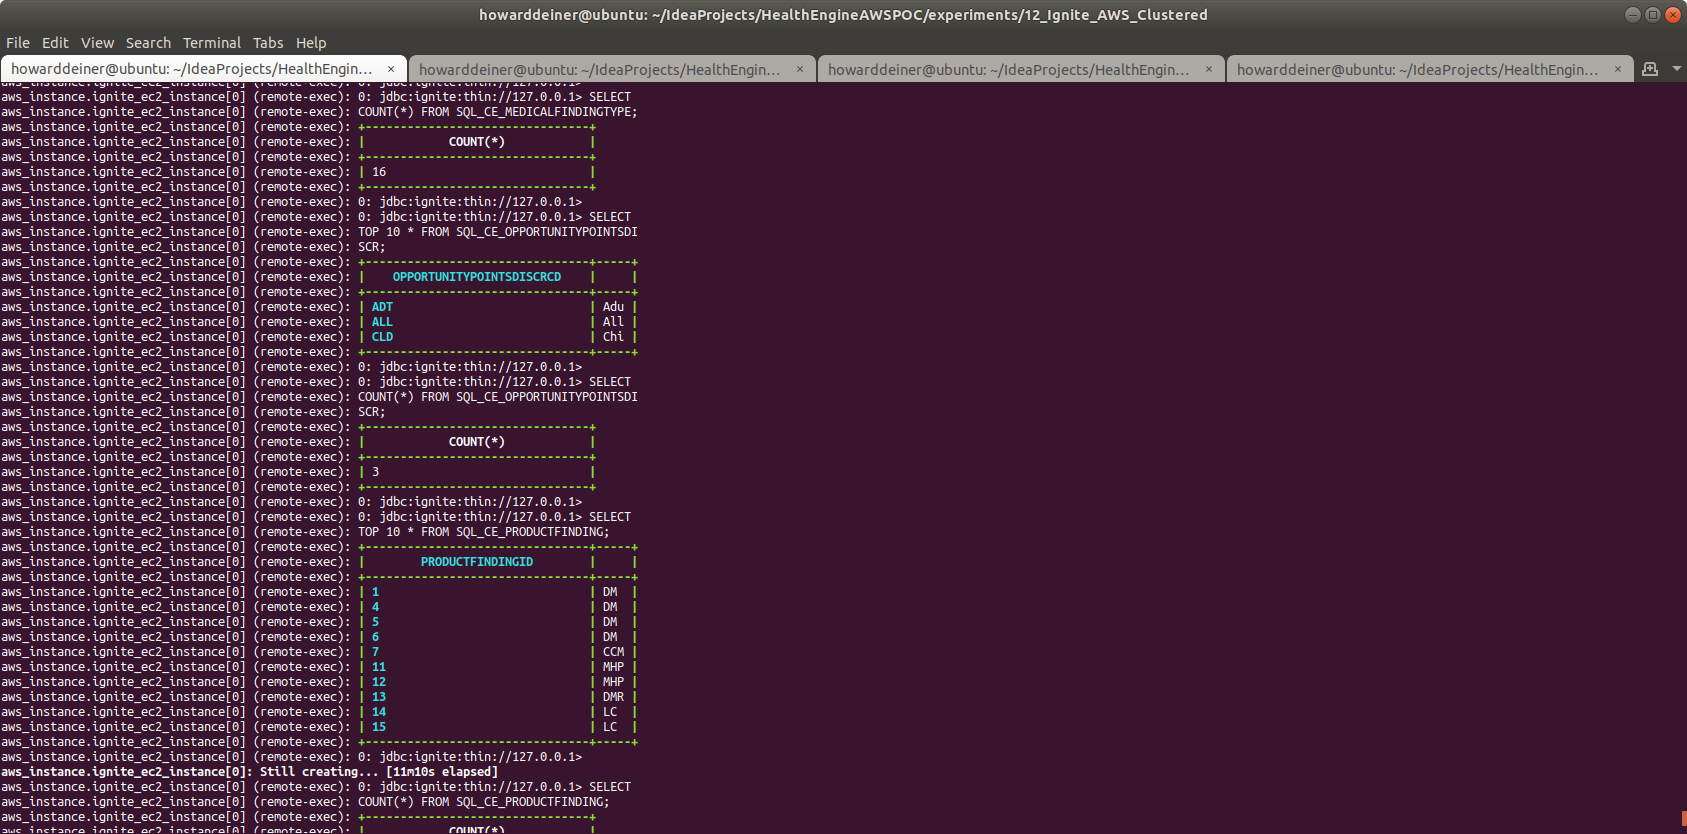 howarddeiner@ubuntu: ~/IdeaProjects/HealthEngineAWSPOC/experiments/12_Ignite_AWS_Clustered
File Edit View Search Terminal Tabs Help
howarddeiner@ubuntu: ~/IdeaProjects/HealthEngin... × howarddeiner@ubuntu: ~/IdeaProjects/HealthEngin... × howarddeiner@ubuntu: ~/IdeaProjects/HealthEngin... × howarddeiner@ubuntu: ~/IdeaProjects/HealthEngin... ×
aws_instance.ignite_ec2_instance[0] (remote-exec): 0: jdbc:ignite:thin://127.0.0.1>
aws_instance.ignite_ec2_instance[0] (remote-exec): 0: jdbc:ignite:thin://127.0.0.1> SELECT
aws_instance.ignite_ec2_instance[0] (remote-exec): COUNT(*) FROM SQL_CE_MEDICALFINDINGTYPE;
aws_instance.ignite_ec2_instance[0] (remote-exec): +--------------------------------+
aws_instance.ignite_ec2_instance[0] (remote-exec): |            COUNT(*)            |
aws_instance.ignite_ec2_instance[0] (remote-exec): +--------------------------------+
aws_instance.ignite_ec2_instance[0] (remote-exec): | 16                             |
aws_instance.ignite_ec2_instance[0] (remote-exec): +--------------------------------+
aws_instance.ignite_ec2_instance[0] (remote-exec): 0: jdbc:ignite:thin://127.0.0.1>
aws_instance.ignite_ec2_instance[0] (remote-exec): 0: jdbc:ignite:thin://127.0.0.1> SELECT
aws_instance.ignite_ec2_instance[0] (remote-exec): TOP 10 * FROM SQL_CE_OPPORTUNITYPOINTSDI
aws_instance.ignite_ec2_instance[0] (remote-exec): SCR;
aws_instance.ignite_ec2_instance[0] (remote-exec): +--------------------------------+-----+
aws_instance.ignite_ec2_instance[0] (remote-exec): |    OPPORTUNITYPOINTSDISCRCD    |     |
aws_instance.ignite_ec2_instance[0] (remote-exec): +--------------------------------+-----+
aws_instance.ignite_ec2_instance[0] (remote-exec): | ADT                            | Adu |
aws_instance.ignite_ec2_instance[0] (remote-exec): | ALL                            | All |
aws_instance.ignite_ec2_instance[0] (remote-exec): | CLD                            | Chi |
aws_instance.ignite_ec2_instance[0] (remote-exec): +--------------------------------+-----+
aws_instance.ignite_ec2_instance[0] (remote-exec): 0: jdbc:ignite:thin://127.0.0.1>
aws_instance.ignite_ec2_instance[0] (remote-exec): 0: jdbc:ignite:thin://127.0.0.1> SELECT
aws_instance.ignite_ec2_instance[0] (remote-exec): COUNT(*) FROM SQL_CE_OPPORTUNITYPOINTSDI
aws_instance.ignite_ec2_instance[0] (remote-exec): SCR;
aws_instance.ignite_ec2_instance[0] (remote-exec): +--------------------------------+
aws_instance.ignite_ec2_instance[0] (remote-exec): |            COUNT(*)            |
aws_instance.ignite_ec2_instance[0] (remote-exec): +--------------------------------+
aws_instance.ignite_ec2_instance[0] (remote-exec): | 3                              |
aws_instance.ignite_ec2_instance[0] (remote-exec): +--------------------------------+
aws_instance.ignite_ec2_instance[0] (remote-exec): 0: jdbc:ignite:thin://127.0.0.1>
aws_instance.ignite_ec2_instance[0] (remote-exec): 0: jdbc:ignite:thin://127.0.0.1> SELECT
aws_instance.ignite_ec2_instance[0] (remote-exec): TOP 10 * FROM SQL_CE_PRODUCTFINDING;
aws_instance.ignite_ec2_instance[0] (remote-exec): +--------------------------------+-----+
aws_instance.ignite_ec2_instance[0] (remote-exec): |        PRODUCTFINDINGID        |     |
aws_instance.ignite_ec2_instance[0] (remote-exec): +--------------------------------+-----+
aws_instance.ignite_ec2_instance[0] (remote-exec): | 1                              | DM  |
aws_instance.ignite_ec2_instance[0] (remote-exec): | 4                              | DM  |
aws_instance.ignite_ec2_instance[0] (remote-exec): | 5                              | DM  |
aws_instance.ignite_ec2_instance[0] (remote-exec): | 6                              | DM  |
aws_instance.ignite_ec2_instance[0] (remote-exec): | 7                              | CCM |
aws_instance.ignite_ec2_instance[0] (remote-exec): | 11                             | MHP |
aws_instance.ignite_ec2_instance[0] (remote-exec): | 12                             | MHP |
aws_instance.ignite_ec2_instance[0] (remote-exec): | 13                             | DMR |
aws_instance.ignite_ec2_instance[0] (remote-exec): | 14                             | LC  |
aws_instance.ignite_ec2_instance[0] (remote-exec): | 15                             | LC  |
aws_instance.ignite_ec2_instance[0] (remote-exec): +--------------------------------+-----+
aws_instance.ignite_ec2_instance[0] (remote-exec): 0: jdbc:ignite:thin://127.0.0.1>
aws_instance.ignite_ec2_instance[0]: Still creating... [11m10s elapsed]
aws_instance.ignite_ec2_instance[0] (remote-exec): 0: jdbc:ignite:thin://127.0.0.1> SELECT
aws_instance.ignite_ec2_instance[0] (remote-exec): COUNT(*) FROM SQL_CE_PRODUCTFINDING;
aws_instance.ignite_ec2_instance[0] (remote-exec): +--------------------------------+
aws_instance.ignite_ec2_instance[0] (remote-exec): |            COUNT(*)            |